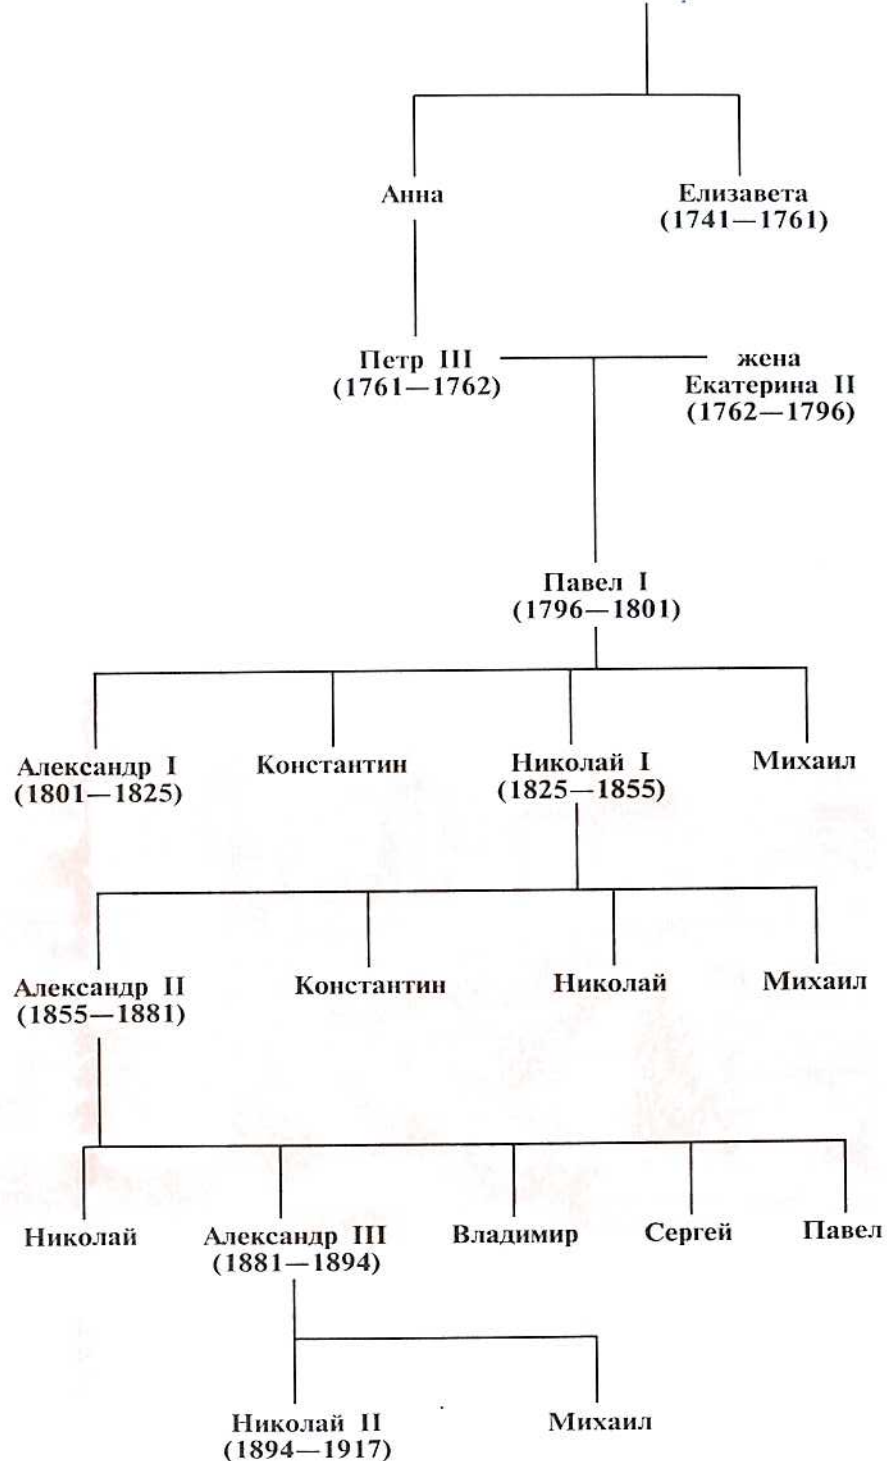 Анна
Елизавета
(1741—1761)
Петр III
(1761—1762)
жена
Екатерина II
(1762—1796)
Павел I
(1796—1801)
Александр I
(1801—1825)
Константин
Николай I
(1825—1855)
Михаил
Александр II
(1855—1881)
Константин
Николай
Михаил
Николай
Александр III
(1881—1894)
Владимир
Сергей
Павел
Николай II
(1894—1917)
Михаил